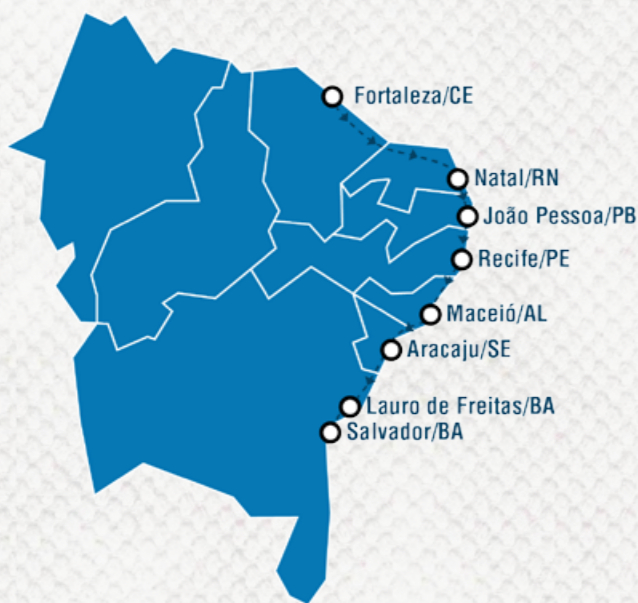 Fortaleza/CE
Natal/RN
João Pessoa/PB
Recife/PE
Maceió/AL
Aracaju/SE
Lauro de Freitas/BA
Salvador/BA